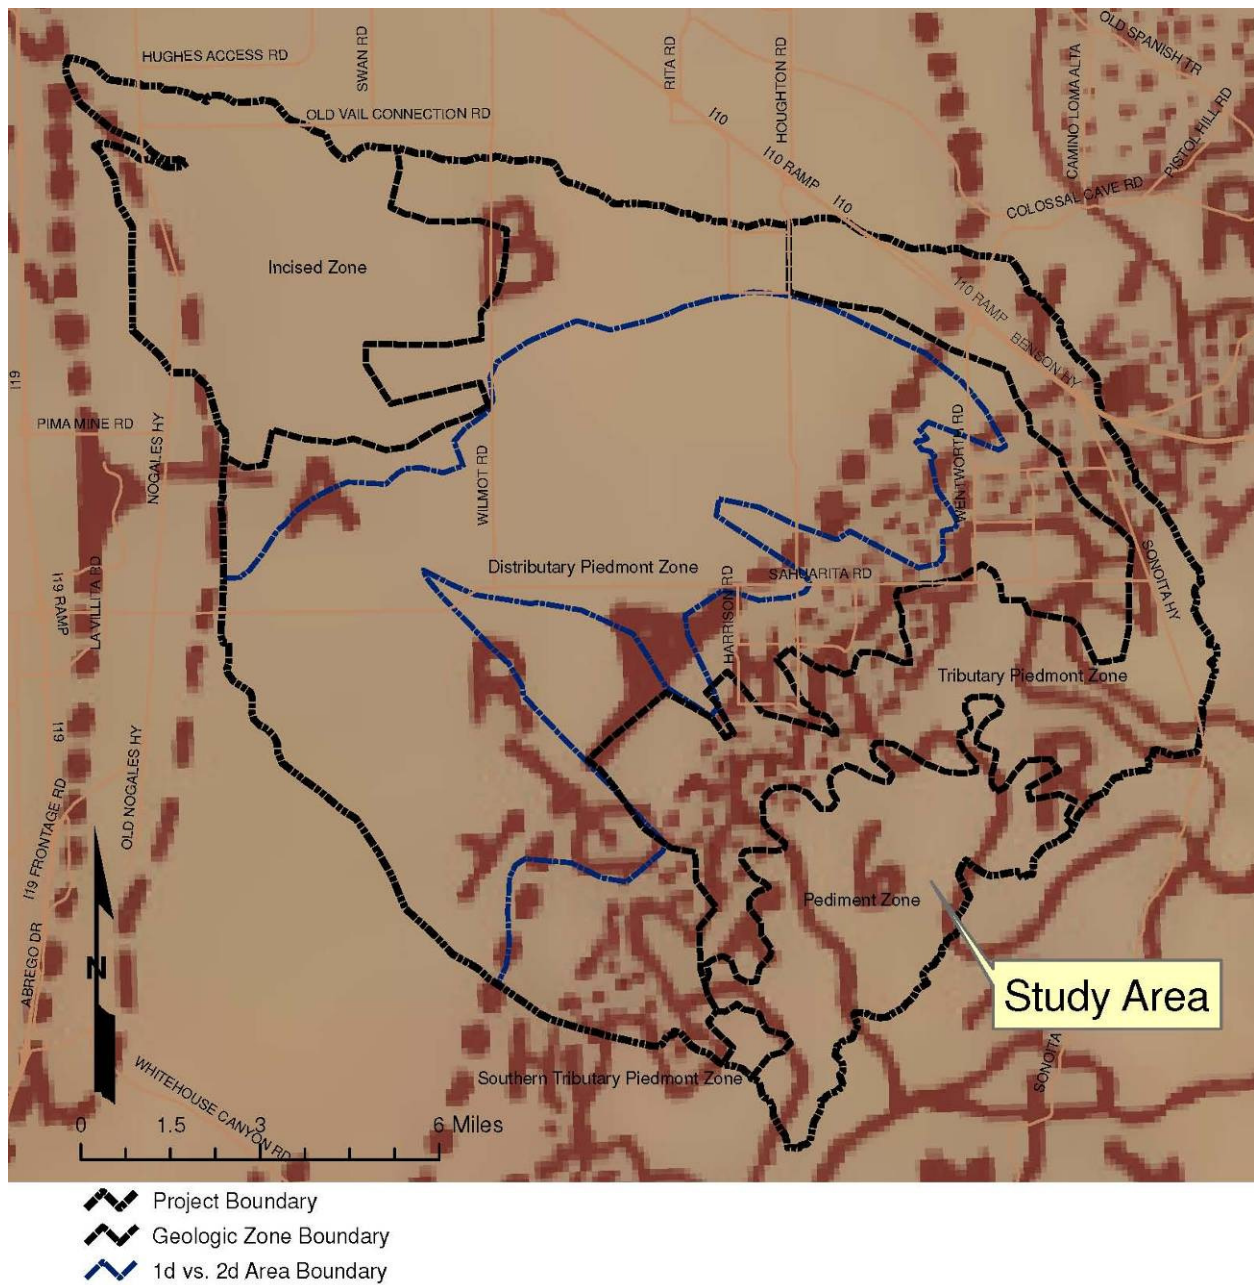 OLD SPANISH TR
HUGHES ACCESS RD
SWAN RD
RITA RD
HOUGHTON RD
CAMINO LOMA ALTA
PISTOL HILL RD
OLD VAIL CONNECTION RD
I10
I10 RAMP
I10
COLOSSAL CAVE RD
B
R
Incised Zone
I10 RAMP
BENSON HY
I19
PIMA MINE RD
NOGALES HY
A
WILMOT RD
WENTWORTH RD
SONOITA HY
Distributary Piedmont Zone
SAHUARITA RD
I19 RAMP
LA VILLITA RD
HARRISON RD
R
Tributary Piedmont Zone
I19
OLD NOGALES HY
I19 FRONTAGE RD
Pediment Zone
ABREGO DR
N
Study Area
SONOITA
WHITEHOUSE CANYON RD
Southern Tributary Piedmont Zone
0 1.5 3 6 Miles
Project Boundary
Geologic Zone Boundary
1d vs. 2d Area Boundary